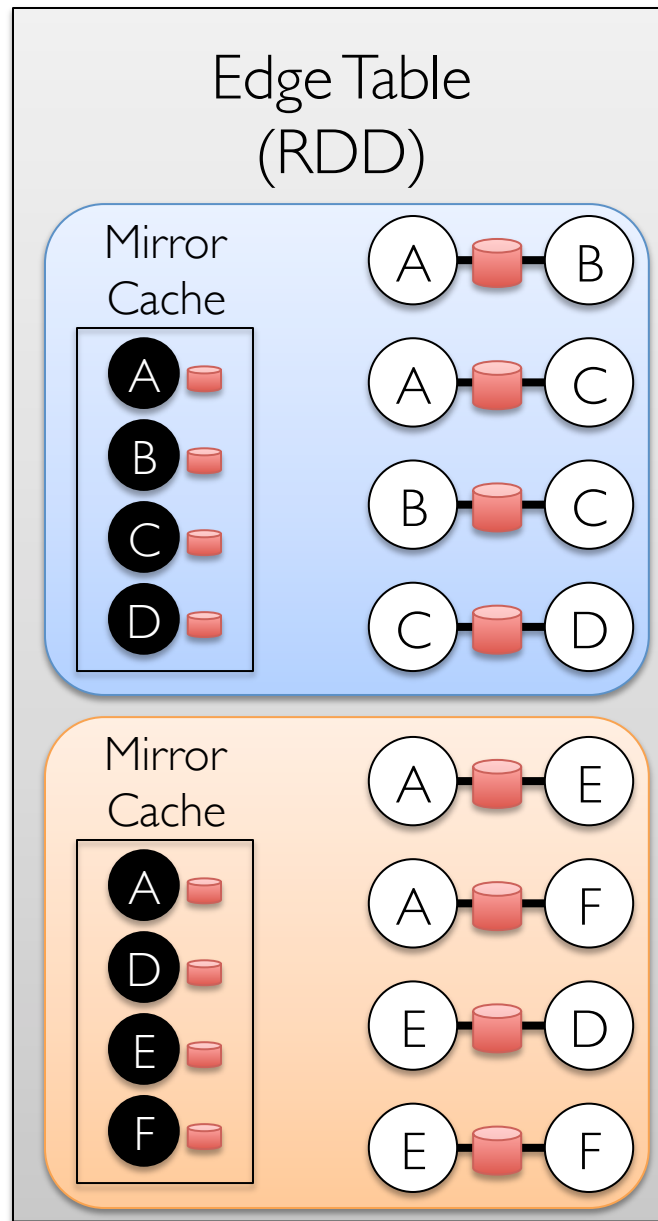 Edge Table
(RDD)
Mirror
Cache
A
B
C
D
A B
A C
B C
C D
Mirror
Cache
A
D
E
F
A E
A F
E D
E F